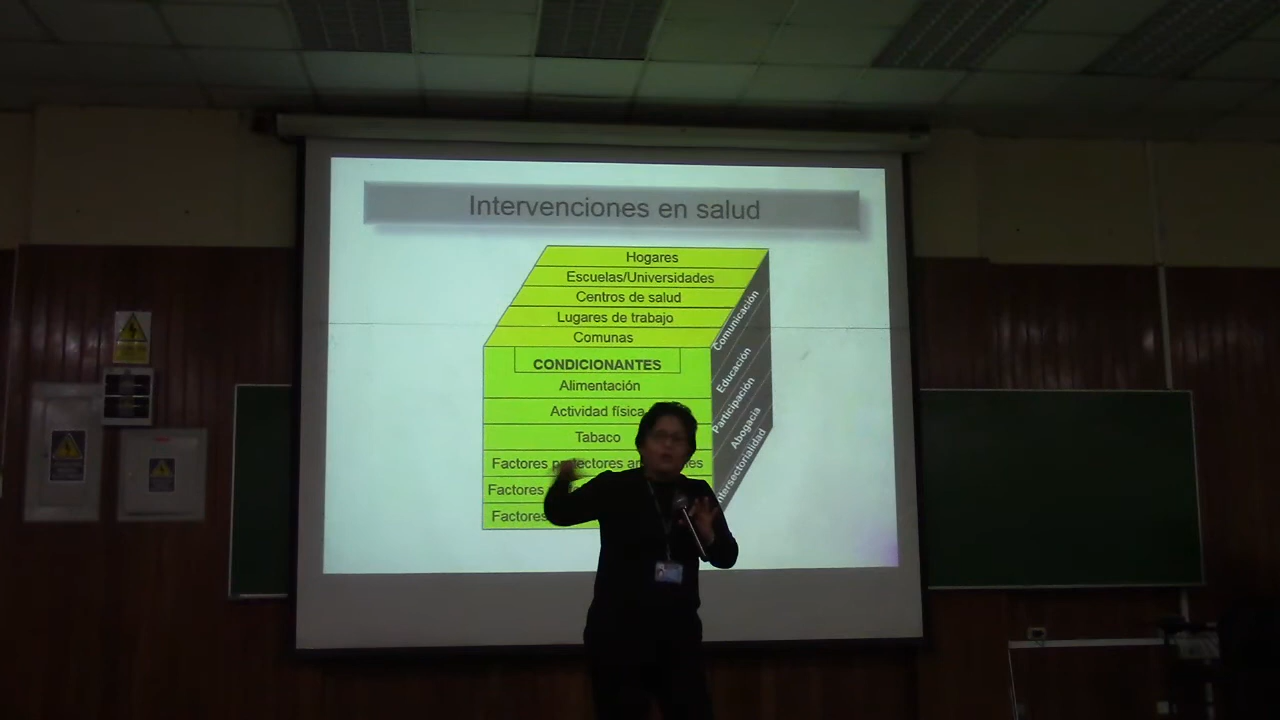 Intervenciones en salud
Hogares
Escuelas/Universidades
Centros de salud
Lugares de trabajo
Comunas
CONDICIONANTES
Alimentación
Actividad física
Tabaco
Factores
Factores
Factores
Comunicación
Educación
Participación
Abogacía
Intersectorialidad